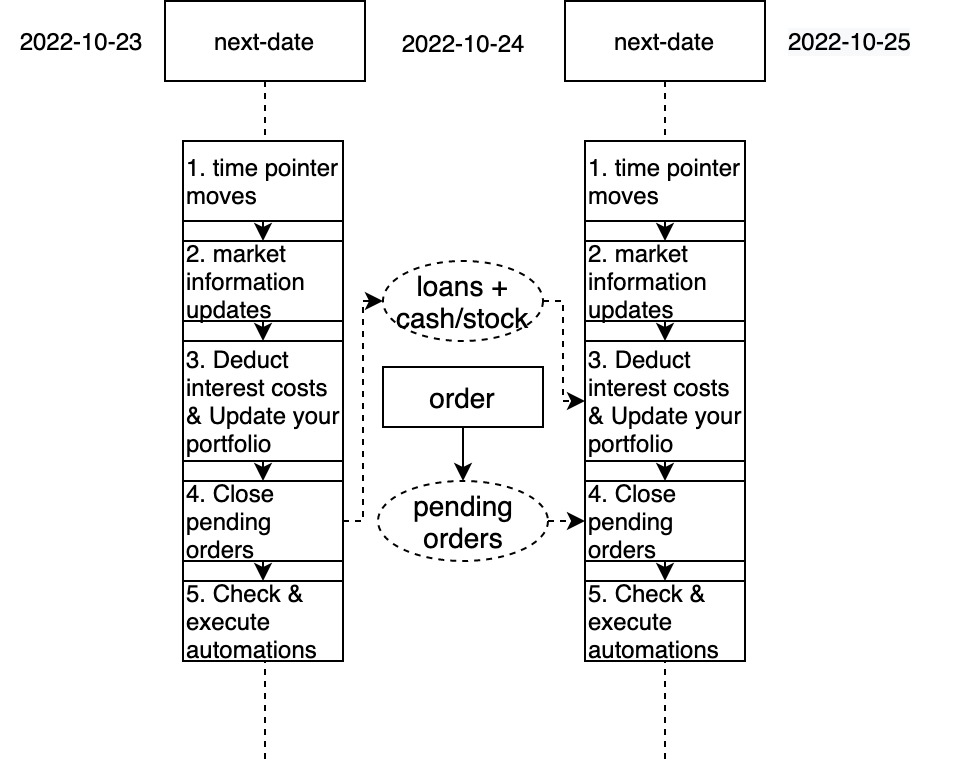 2022-10-23
next-date
2022-10-24
next-date
2022-10-25
1. time pointer
moves
2. market
information
updates
3. Deduct
interest costs
& Update your
portfolio
4. Close
pending
orders
5. Check &
execute
automations
loans +
cash/stock
order
pending
orders
1. time pointer
moves
2. market
information
updates
3. Deduct
interest costs
& Update your
portfolio
4. Close
pending
orders
5. Check &
execute
automations